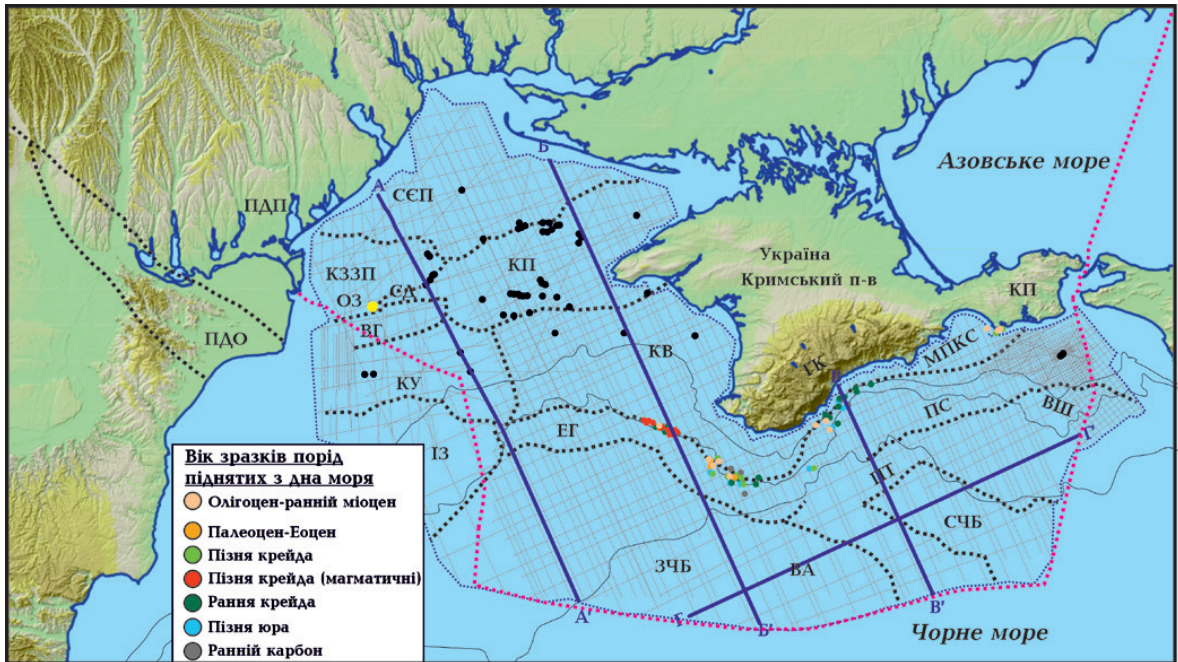 Б
Азовське море
А
СЄП
ПДП
Україна
Кримський п-в
КЗЗП
КП
КП
СД
ОЗ
ВГ
ПДО
КВ
МПКС
ГК
КУ
В
ПС
ВШ
ЕГ
Г'
ІЗ
ПТ
СЧБ
ЗЧБ
ВА
А'
Г
Б'
В'
Чорне море
Вік зразків порід
піднятих з дна моря
Олігоцен-ранній міоцен
Палеоцен-Еоцен
Пізня крейда
Пізня крейда (магматичні)
Рання крейда
Пізня юра
Ранній карбон